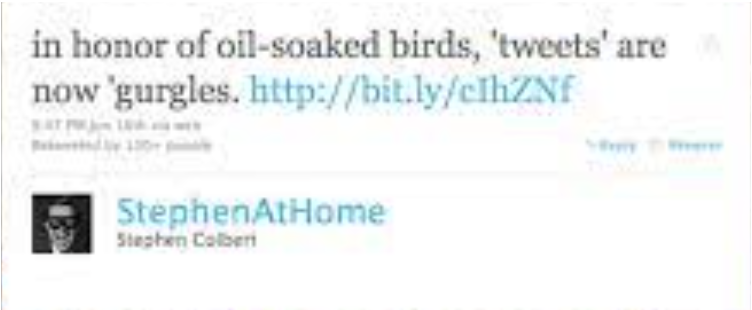 in honor of oil-soaked birds, 'tweets' are
now 'gurgles. http://bit.ly/cIhZNf
Retweeted by 100+ people
Reply Retweet
StephenAtHome
Stephen Colbert